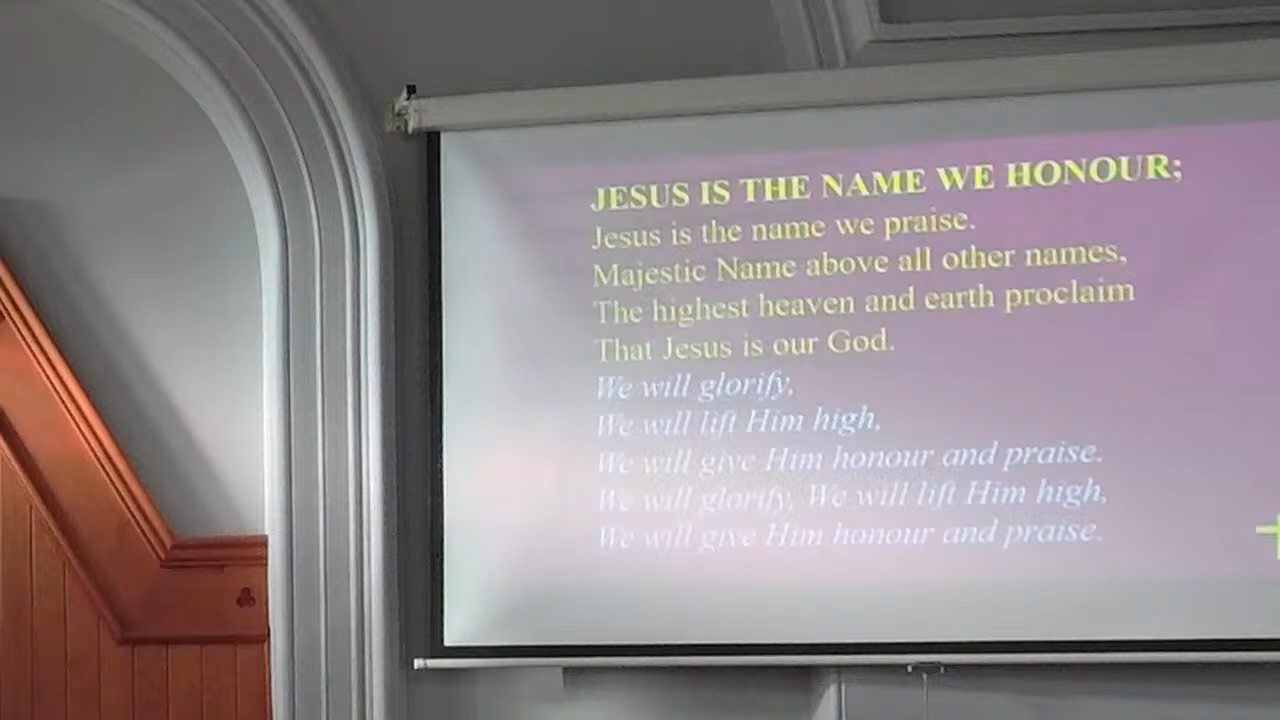 JESUS IS THE NAME WE HONOUR;
Jesus is the name we praise.
Majestic Name above all other names,
The highest heaven and earth proclaim
That Jesus is our God.
We will glorify,
We will lift Him high,
We will give Him honour and praise.
We will glorify, We will lift Him high,
We will give Him honour and praise.